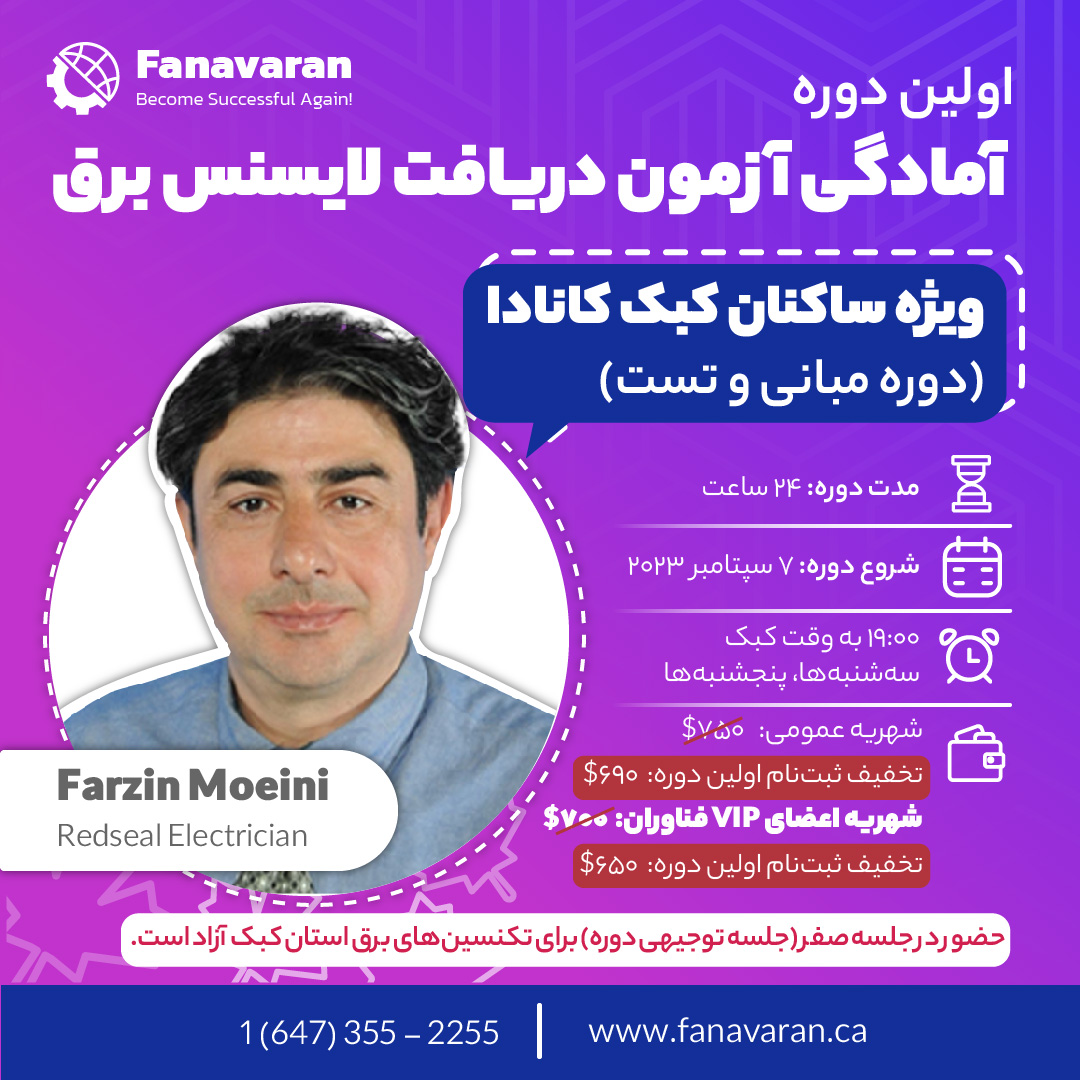 Fanavaran
Become Successful Again!
اولین دوره
آمادگی آزمون دریافت لایسنس برق
ویژه ساکنان کبک کانادا
(دوره مبانی و تست)
مدت دوره: ۲۴ ساعت
شروع دوره: ۷ سپتامبر ۲۰۲۳
۱۹:۰۰ به وقت کبک
سه‌شنبه‌ها، پنجشنبه‌ها
شهریه عمومی: ۷۵۰$
تخفیف ثبت‌نام اولین دوره: ۶۹۰$
شهریه اعضای VIP فناوران: ۷۰۰$
تخفیف ثبت‌نام اولین دوره: ۶۵۰$
Farzin Moeini
Redseal Electrician
حضور در جلسه صفر (جلسه توجیهی دوره) برای تکنسین‌های برق استان کبک آزاد است.
1 (647) 355 – 2255
www.fanavaran.ca